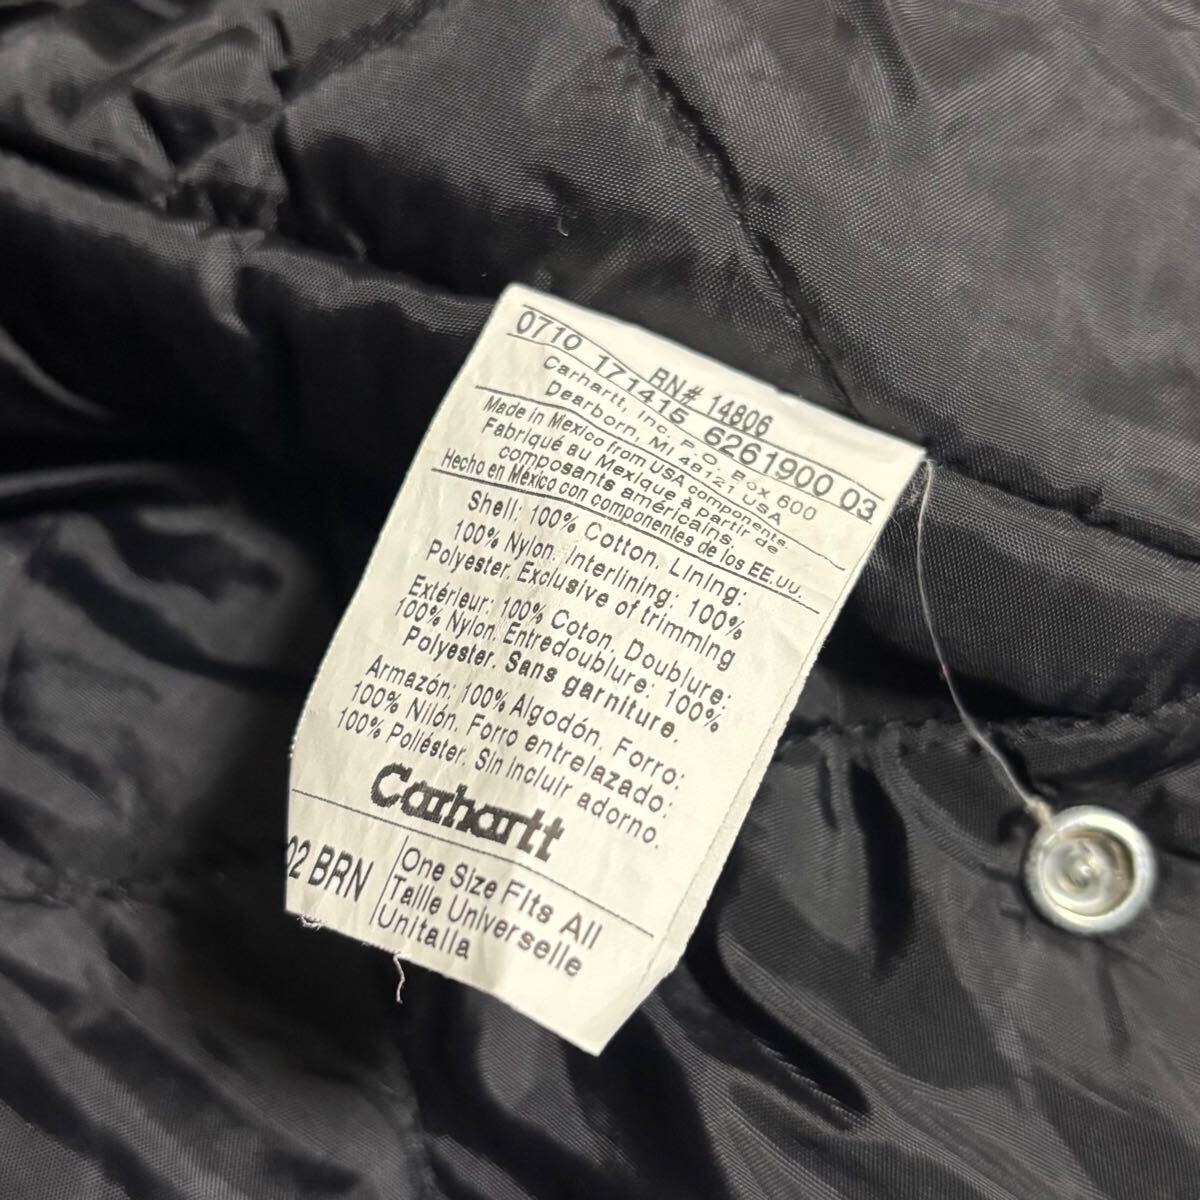 RN# 14806
0710 171415 6261900 03
Carhartt, Inc. P.O. Box 600
Dearborn, MI 48121 USA
Made in Mexico from USA components.
Fabriqué au Mexique à partir de
composants américains.
Hecho en México con componentes de los EE.UU.
Shell: 100% Cotton. Lining:
100% Nylon. Interlining: 100%
Polyester. Exclusive of trimming
Extérieur: 100% Coton. Doublure:
100% Nylon. Entredoublure: 100%
Polyester. Sans garniture.
Armazón: 100% Algodón. Forro:
100% Nilón. Forro entrelazado:
100% Poliéster. Sin incluir adorno.
Carhartt
02 BRN
One Size Fits All
Taille Universelle
Unitalla